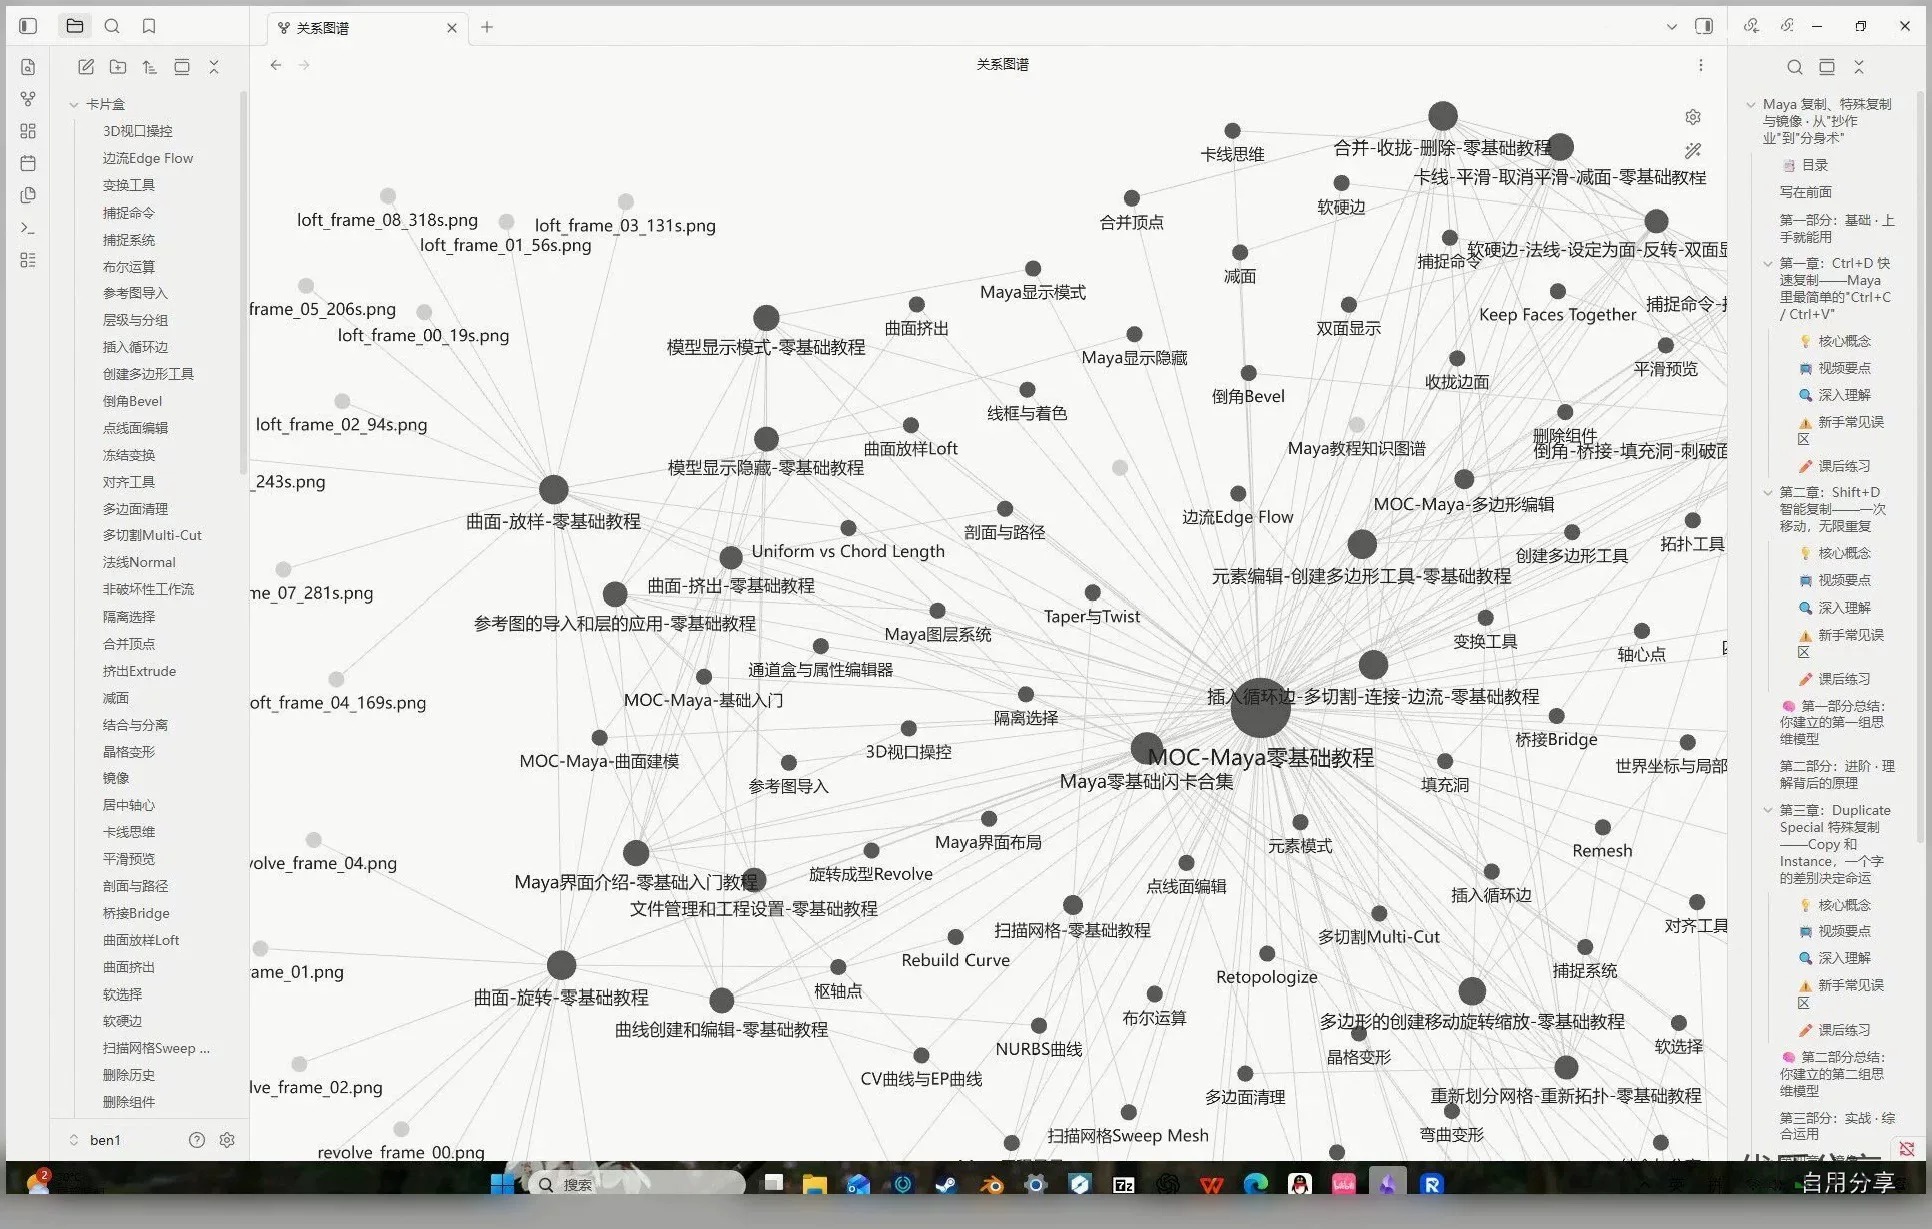 关系图谱
关系图谱
卡片盒
3D视口操控
边流Edge Flow
变换工具
捕捉命令
捕捉系统
布尔运算
参考图导入
层级与分组
插入循环边
创建多边形工具
倒角Bevel
点线面编辑
冻结变换
对齐工具
多边面清理
多切割Multi-Cut
法线Normal
非破坏性工作流
隔离选择
合并顶点
挤出Extrude
减面
结合与分离
晶格变形
镜像
居中轴心
卡线思维
平滑预览
剖面与路径
桥接Bridge
曲面放样Loft
曲面挤出
软选择
软硬边
扫描网格Sweep ...
删除历史
删除组件
ben1
卡线思维
合并-收拢-删除-零基础教程
卡线-平滑-取消平滑-减面-零基础教程
软硬边
合并顶点
loft_frame_08_318s.png
loft_frame_03_131s.png
loft_frame_01_56s.png
软硬边-法线-设定为面-反转-双面显
捕捉命令
减面
Maya显示模式
frame_05_206s.png
捕捉命令-
Keep Faces Together
曲面挤出
双面显示
loft_frame_00_19s.png
模型显示模式-零基础教程
Maya显示隐藏
平滑预览
收拢边面
倒角Bevel
线框与着色
loft_frame_02_94s.png
删除组件
曲面放样Loft
Maya教程知识图谱
倒角-桥接-填充洞-刺破面
模型显示隐藏-零基础教程
_243s.png
MOC-Maya-多边形编辑
边流Edge Flow
曲面-放样-零基础教程
剖面与路径
拓扑工具
Uniform vs Chord Length
创建多边形工具
元素编辑-创建多边形工具-零基础教程
曲面-挤出-零基础教程
me_07_281s.png
Taper与Twist
参考图的导入和层的应用-零基础教程
Maya图层系统
变换工具
轴心点
通道盒与属性编辑器
插入循环边-多切割-连接-边流-零基础教程
MOC-Maya-基础入门
oft_frame_04_169s.png
隔离选择
桥接Bridge
3D视口操控
MOC-Maya零基础教程
MOC-Maya-曲面建模
世界坐标与局部
Maya零基础闪卡合集
参考图导入
填充洞
Maya界面布局
元素模式
Remesh
volve_frame_04.png
旋转成型Revolve
Maya界面介绍-零基础入门教程
点线面编辑
插入循环边
文件管理和工程设置-零基础教程
对齐工具
扫描网格-零基础教程
多切割Multi-Cut
Rebuild Curve
ame_01.png
捕捉系统
Retopologize
枢轴点
曲面-旋转-零基础教程
布尔运算
多边形的创建移动旋转缩放-零基础教程
曲线创建和编辑-零基础教程
NURBS曲线
软选择
晶格变形
CV曲线与EP曲线
lve_frame_02.png
多边面清理
重新划分网格-重新拓扑-零基础教程
扫描网格Sweep Mesh
弯曲变形
revolve_frame_00.png
Maya 复制、特殊复制
与镜像 · 从"抄作
业"到"分身术"
目录
写在前面
第一部分：基础 · 上
手就能用
第一章：Ctrl+D 快
速复制——Maya
里最简单的"Ctrl+C
/ Ctrl+V"
核心概念
视频要点
深入理解
新手常见误
区
课后练习
第二章：Shift+D
智能复制——一次
移动，无限重复
核心概念
视频要点
深入理解
新手常见误
区
课后练习
第一部分总结：
你建立的第一组思
维模型
第二部分：进阶 · 理
解背后的原理
第三章：Duplicate
Special 特殊复制
——Copy 和
Instance，一个字
的差别决定命运
核心概念
视频要点
深入理解
新手常见误
区
课后练习
第二部分总结：
你建立的第二组思
维模型
第三部分：实战 · 综
合运用
2
搜索
自用分享